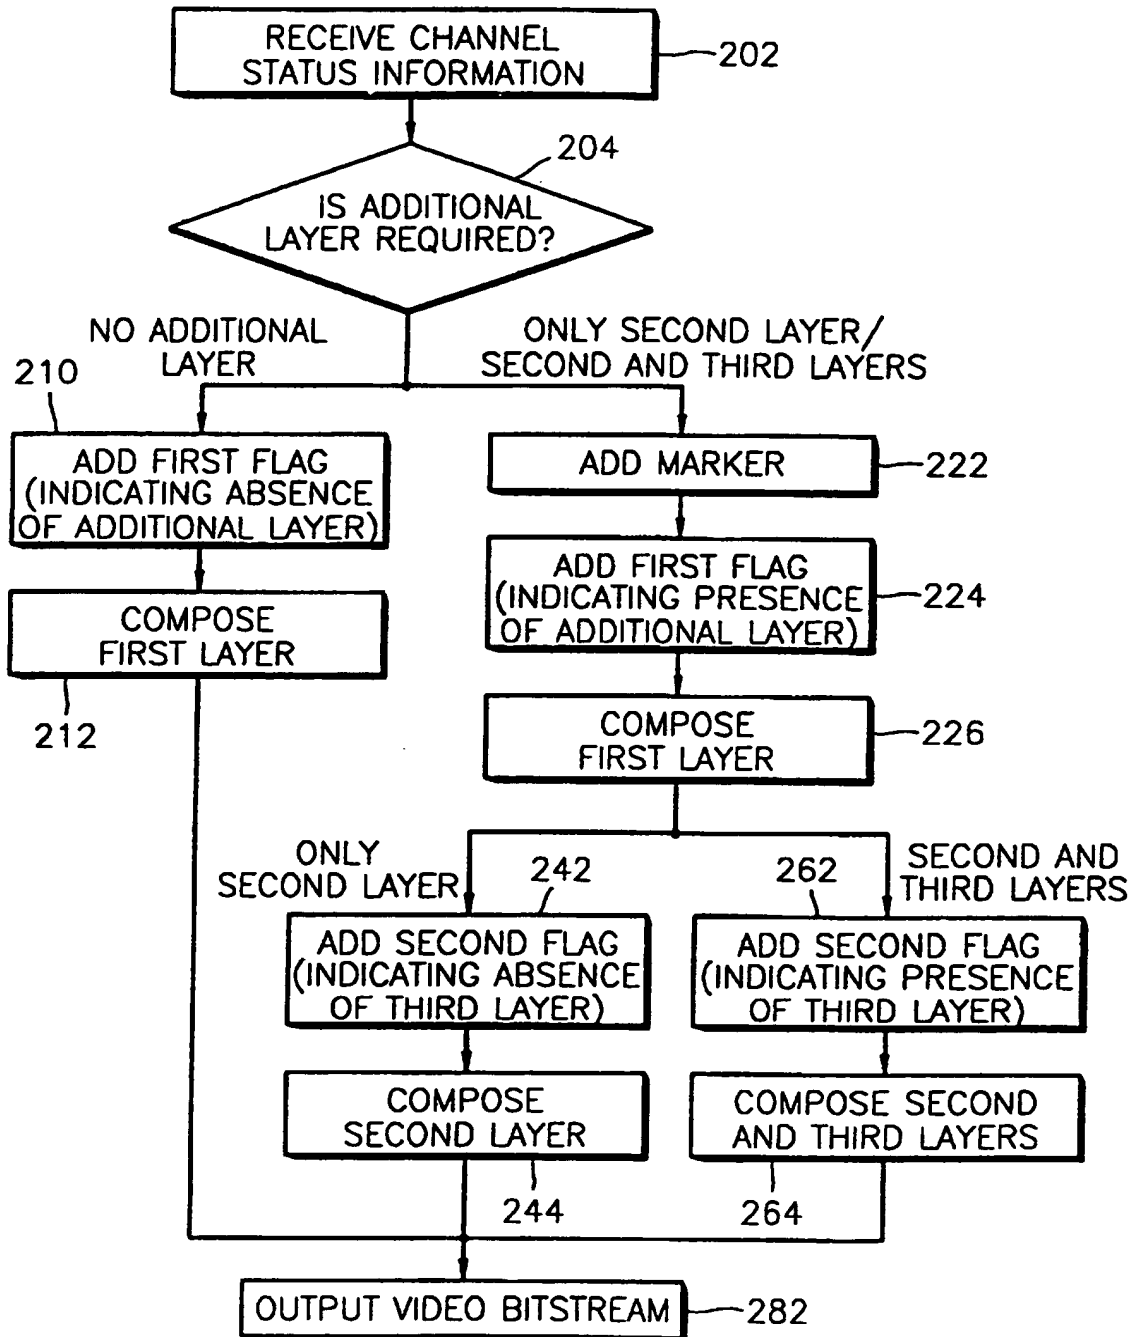 RECEIVE CHANNEL
STATUS INFORMATION
202
204
IS ADDITIONAL
LAYER REQUIRED?
NO ADDITIONAL
LAYER
ONLY SECOND LAYER/
SECOND AND THIRD LAYERS
210
ADD FIRST FLAG
(INDICATING ABSENCE
OF ADDITIONAL LAYER)
ADD MARKER
222
ADD FIRST FLAG
(INDICATING PRESENCE
OF ADDITIONAL LAYER)
224
COMPOSE
FIRST LAYER
212
COMPOSE
FIRST LAYER
226
ONLY
SECOND LAYER
242
262
SECOND AND
THIRD LAYERS
ADD SECOND FLAG
(INDICATING ABSENCE
OF THIRD LAYER)
ADD SECOND FLAG
(INDICATING PRESENCE
OF THIRD LAYER)
COMPOSE
SECOND LAYER
244
COMPOSE SECOND
AND THIRD LAYERS
264
OUTPUT VIDEO BITSTREAM
282